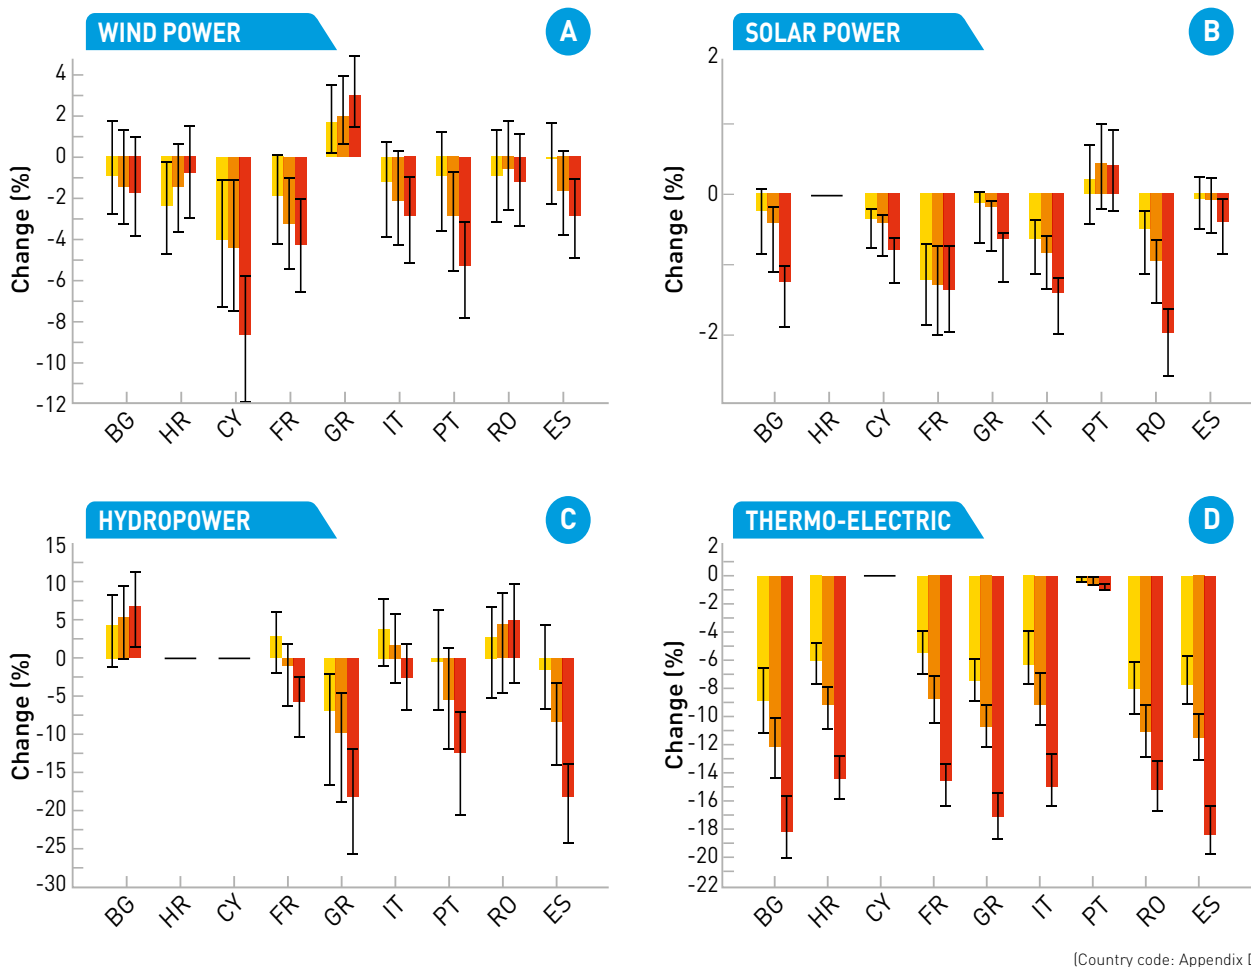 WIND POWER
A
4
2
0
-2
-4
-6
-8
-10
-12
Change (%)
BG HR CY FR GR IT PT RO ES
SOLAR POWER
B
2
1
0
-2
Change (%)
BG HR CY FR GR IT PT RO ES
HYDROPOWER
C
15
10
5
0
-5
-10
-15
-20
-25
-30
Change (%)
BG HR CY FR GR IT PT RO ES
THERMO-ELECTRIC
D
2
0
-2
-4
-6
-8
-10
-12
-14
-16
-18
-20
-22
Change (%)
BG HR CY FR GR IT PT RO ES
(Country code: Appendix